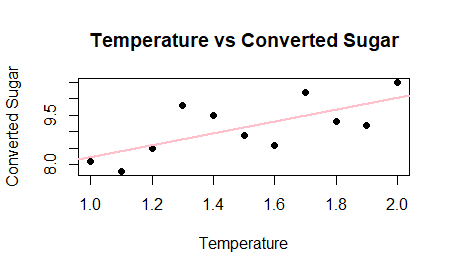 Temperature vs Converted Sugar
Converted Sugar
9.5
8.0
1.0 1.2 1.4 1.6 1.8 2.0
Temperature